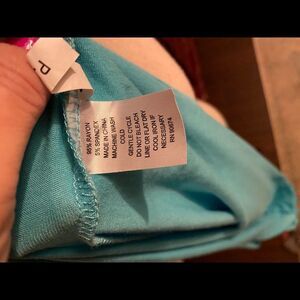 P
95% RAYON
5% SPANDEX
MADE IN CHINA
MACHINE WASH
COLD
GENTLE CYCLE
DO NOT BLEACH
LINE OR FLAT DRY
COOL IRON IF
NECESSARY
RN 90974